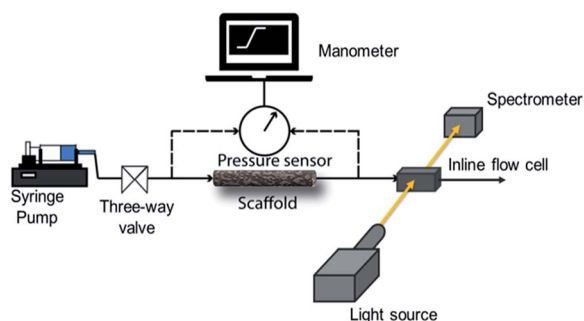 Manometer
Spectrometer
Pressure sensor
Inline flow cell
Syringe
Pump
Three-way
valve
Scaffold
Light source